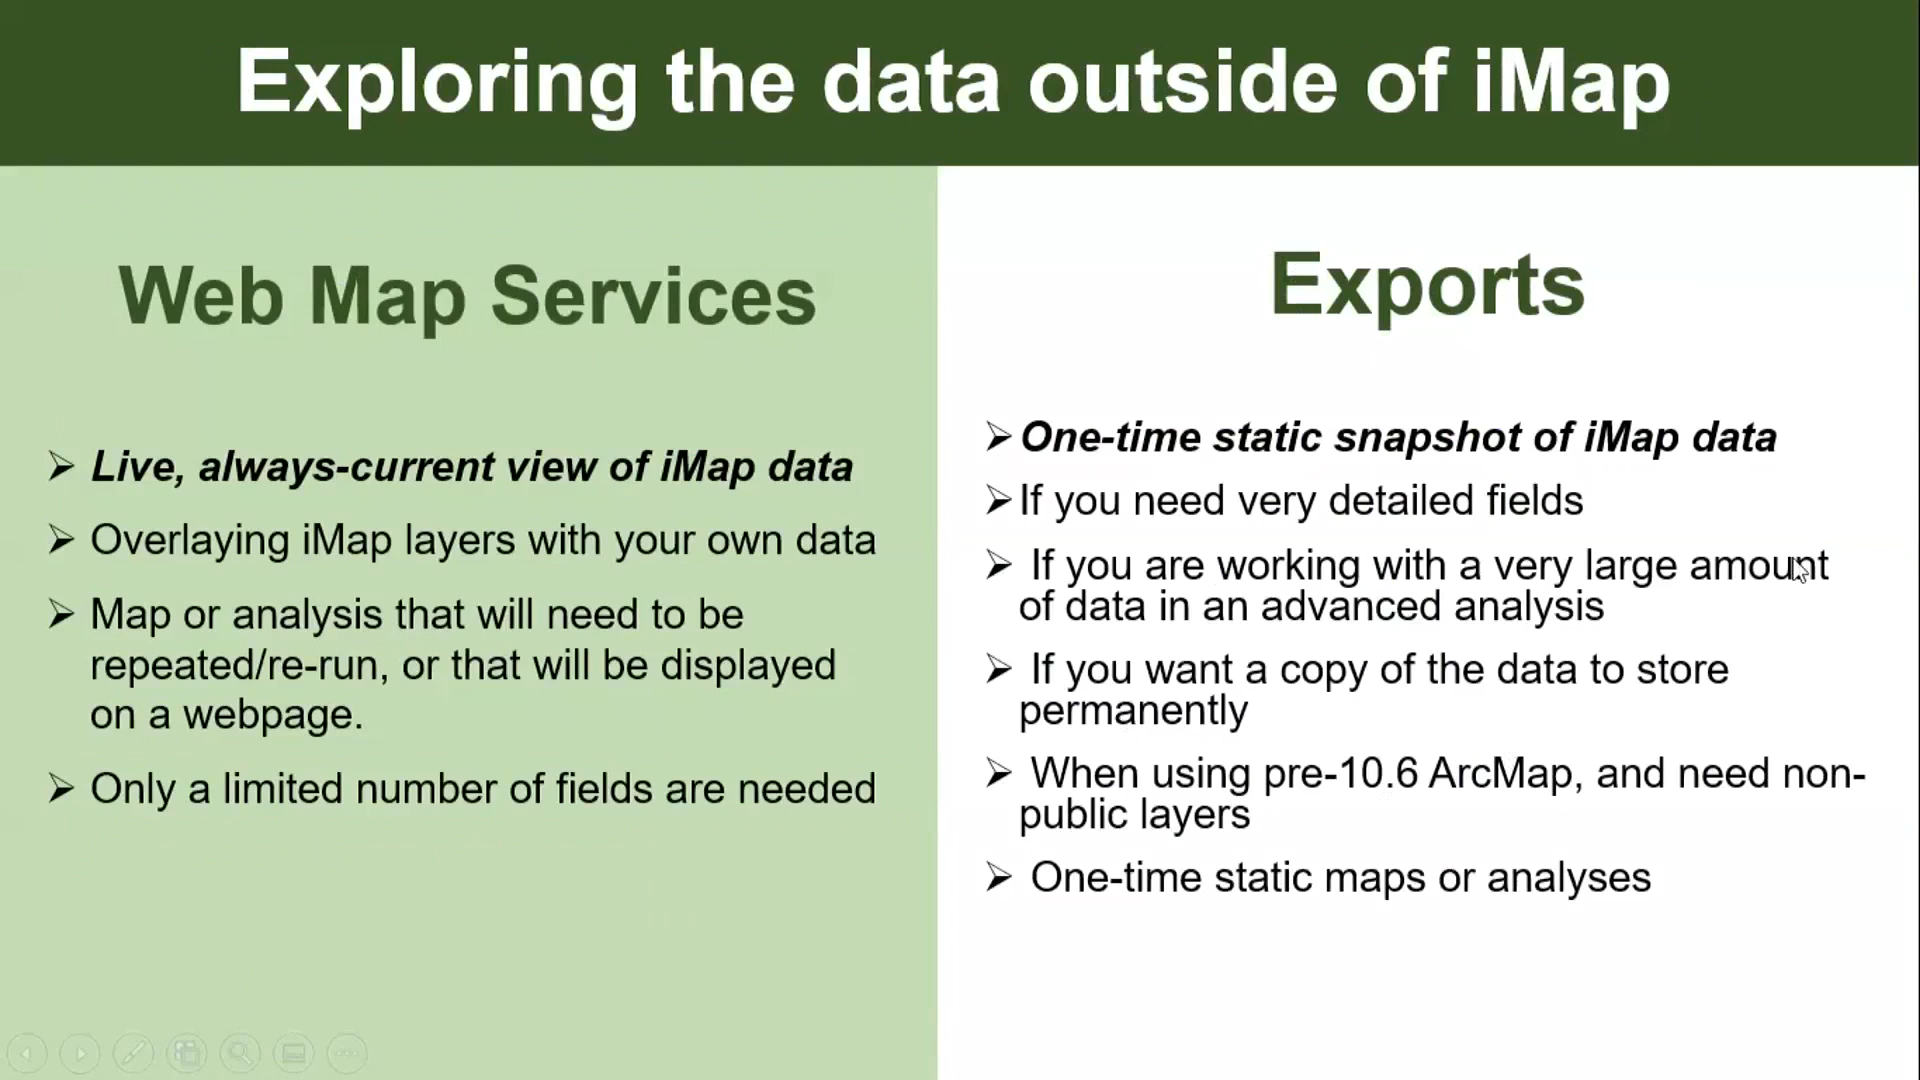 Exploring the data outside of iMap
Web Map Services
➢ Live, always-current view of iMap data
➢ Overlaying iMap layers with your own data
➢ Map or analysis that will need to be
repeated/re-run, or that will be displayed
on a webpage.
➢ Only a limited number of fields are needed
Exports
➢ One-time static snapshot of iMap data
➢ If you need very detailed fields
➢ If you are working with a very large amount
of data in an advanced analysis
➢ If you want a copy of the data to store
permanently
➢ When using pre-10.6 ArcMap, and need non-
public layers
➢ One-time static maps or analyses